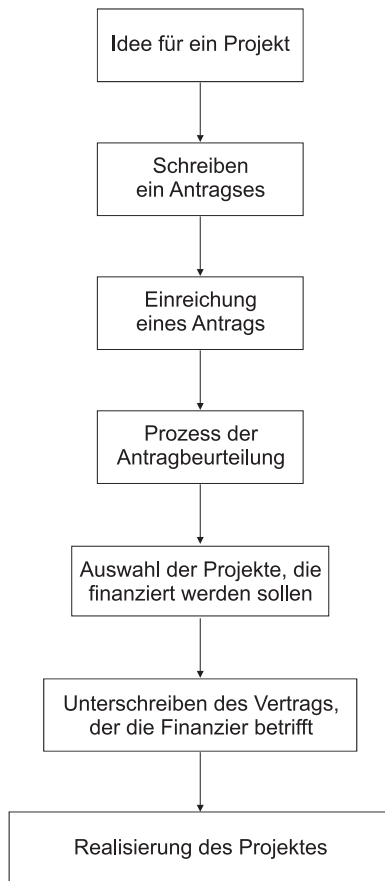 Idee für ein Projekt
Schreiben
ein Antragses
Einreichung
eines Antrags
Prozess der
Antragbeurteilung
Auswahl der Projekte, die
finanziert werden sollen
Unterschreiben des Vertrags,
der die Finanzier betrifft
Realisierung des Projektes